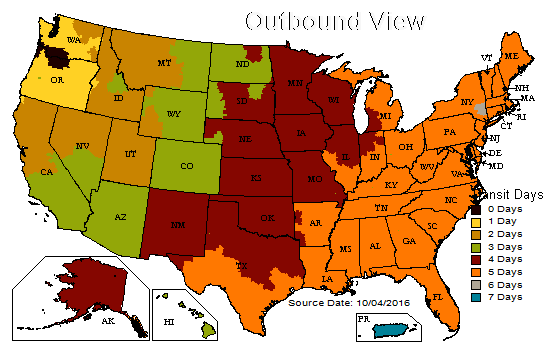 Outbound View
WA
MT
ND
MN
VT
ME
OR
ID
SD
WI
MI
NY
NH
MA
WY
RI
CT
NV
UT
CO
NE
IA
IL
IN
OH
PA
NJ
DE
MD
CA
KS
MO
KY
WV
VA
AZ
NM
OK
AR
TN
NC
SC
TX
LA
MS
AL
GA
FL
AK
HI
PR
nsit Days
0 Days
1 Day
2 Days
3 Days
4 Days
5 Days
6 Days
7 Days
Source Date: 10/04/2016